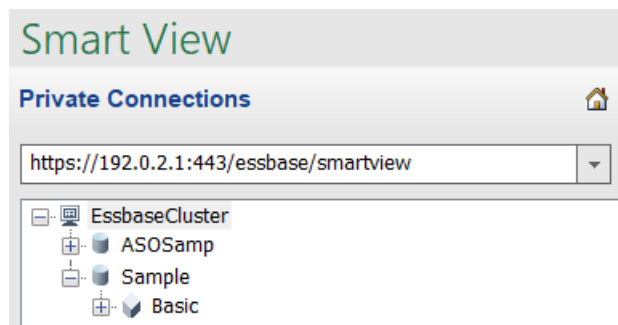 Smart View
Private Connections
https://192.0.2.1:443/essbase/smartview
EssbaseCluster
ASOSamp
Sample
Basic